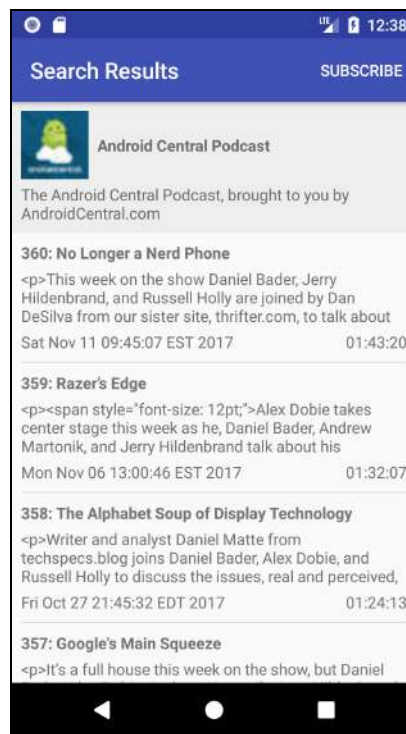 LTE 12:38
Search Results SUBSCRIBE
Android Central Podcast
The Android Central Podcast, brought to you by
AndroidCentral.com
360: No Longer a Nerd Phone
<p>This week on the show Daniel Bader, Jerry
Hildenbrand, and Russell Holly are joined by Dan
DeSilva from our sister site, thrifter.com, to talk about
Sat Nov 11 09:45:07 EST 2017 01:43:20
359: Razer's Edge
<p><span style="font-size: 12pt;">Alex Dobie takes
center stage this week as he, Daniel Bader, Andrew
Martonik, and Jerry Hildenbrand talk about his
Mon Nov 06 13:00:46 EST 2017 01:32:07
358: The Alphabet Soup of Display Technology
<p>Writer and analyst Daniel Matte from
techspecs.blog joins Daniel Bader, Alex Dobie, and
Russell Holly to discuss the issues, real and perceived,
Fri Oct 27 21:45:32 EDT 2017 01:24:13
357: Google's Main Squeeze
<p>It's a full house this week on the show, but Daniel